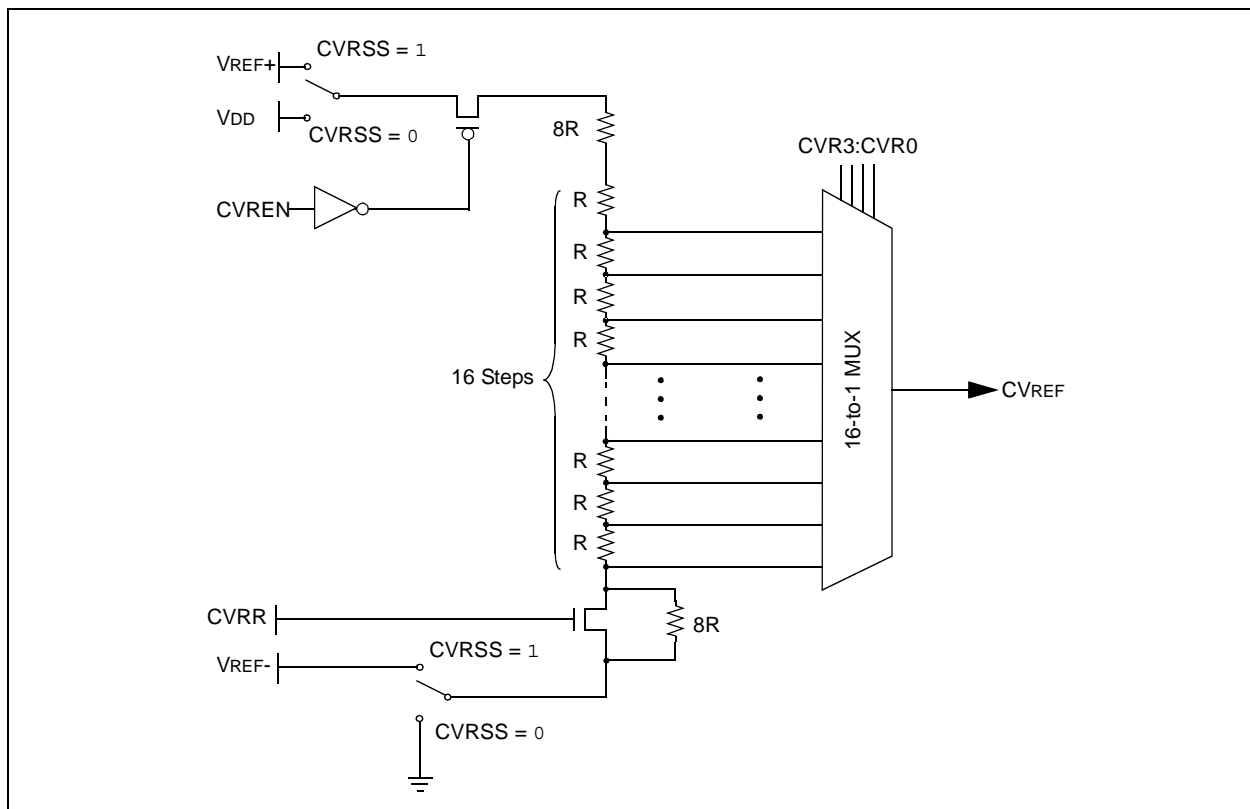 CVRSS = 1
VREF+
VDD
CVRSS = 0
8R
CVR3:CVR0
CVREN
R
R
R
R
16 Steps
16-to-1 MUX
CVREF
R
R
R
CVRR
8R
VREF-
CVRSS = 1
CVRSS = 0